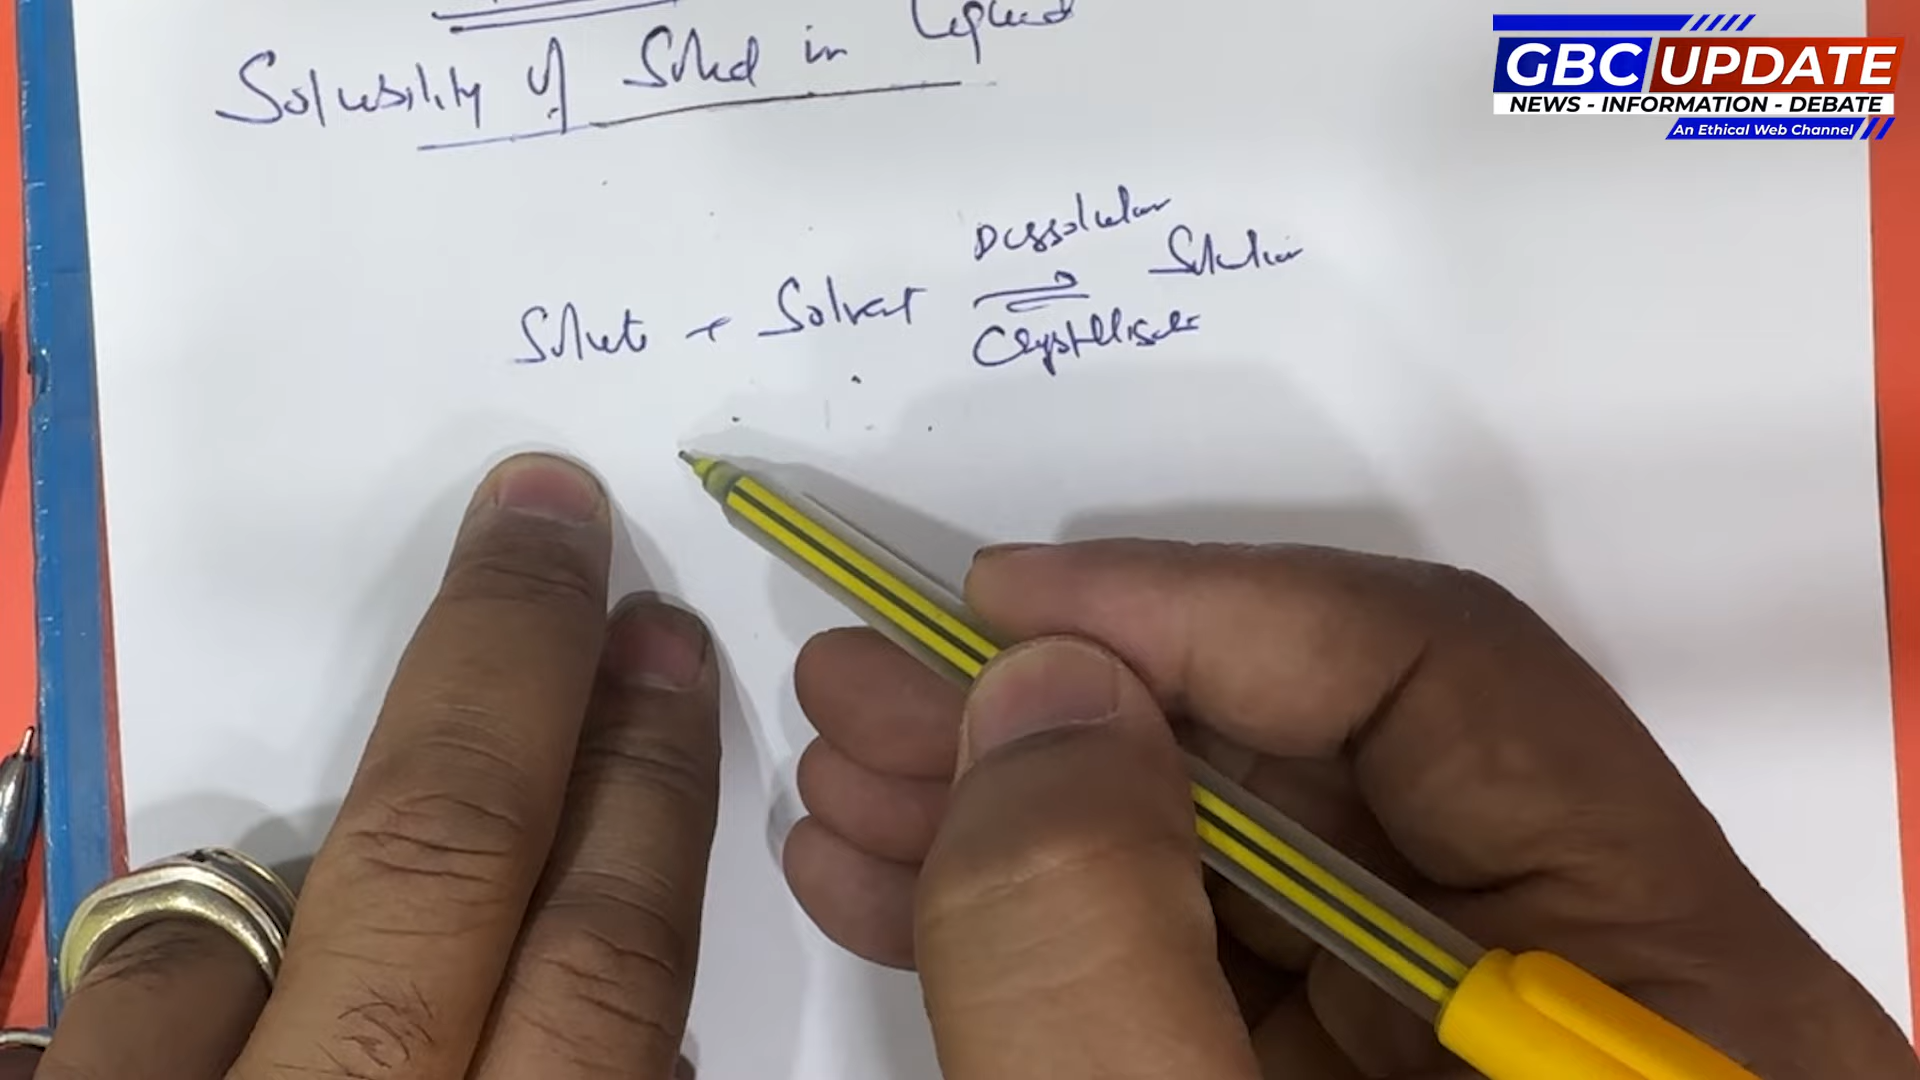 Solubility of Solid in Liquid
Dissolution
Solute + Solvent ⇌ Solution
Crystallisation
GBC UPDATE
NEWS - INFORMATION - DEBATE
An Ethical Web Channel